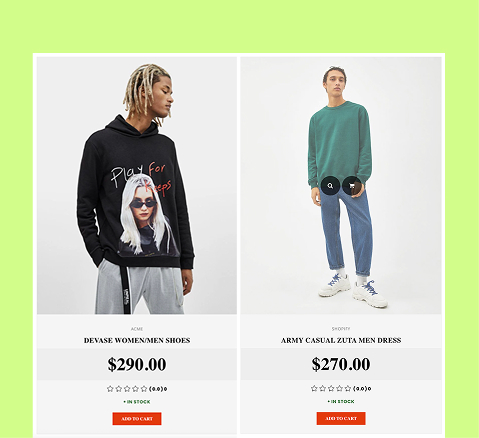 Play For
Keeps
ACME
DEVASE WOMEN/MEN SHOES
$290.00
(0.0)0
• IN STOCK
ADD TO CART
SHOPIFY
ARMY CASUAL ZUTA MEN DRESS
$270.00
(0.0)0
• IN STOCK
ADD TO CART